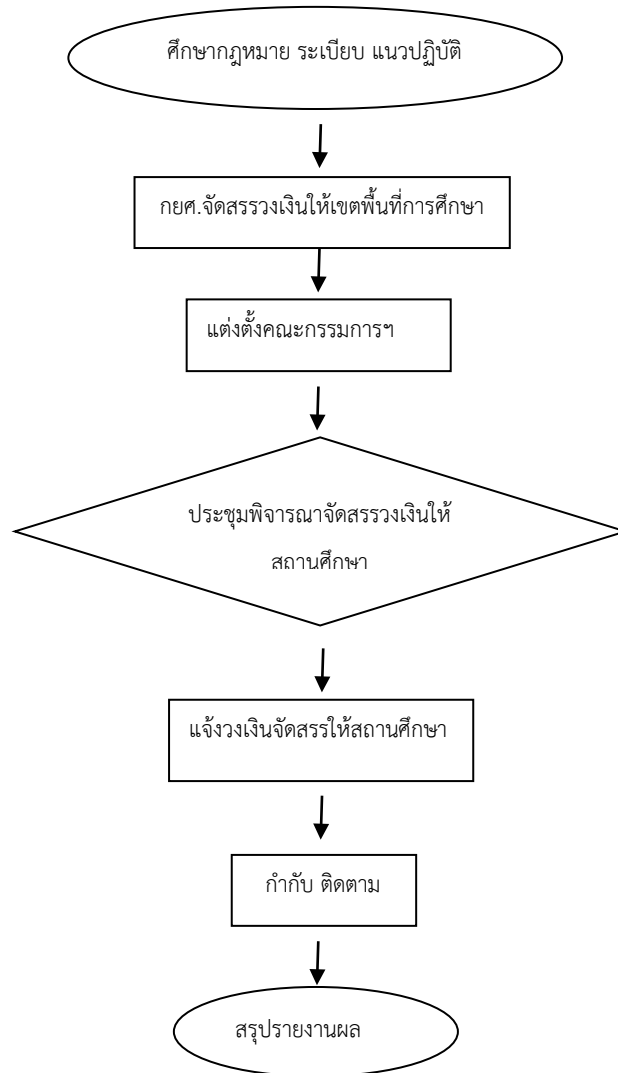 ศึกษากฎหมาย ระเบียบ แนวปฏิบัติ
กยศ.จัดสรรวงเงินให้เขตพื้นที่การศึกษา
แต่งตั้งคณะกรรมการฯ
ประชุมพิจารณาจัดสรรวงเงินให้
สถานศึกษา
แจ้งวงเงินจัดสรรให้สถานศึกษา
กำกับ ติดตาม
สรุปรายงานผล